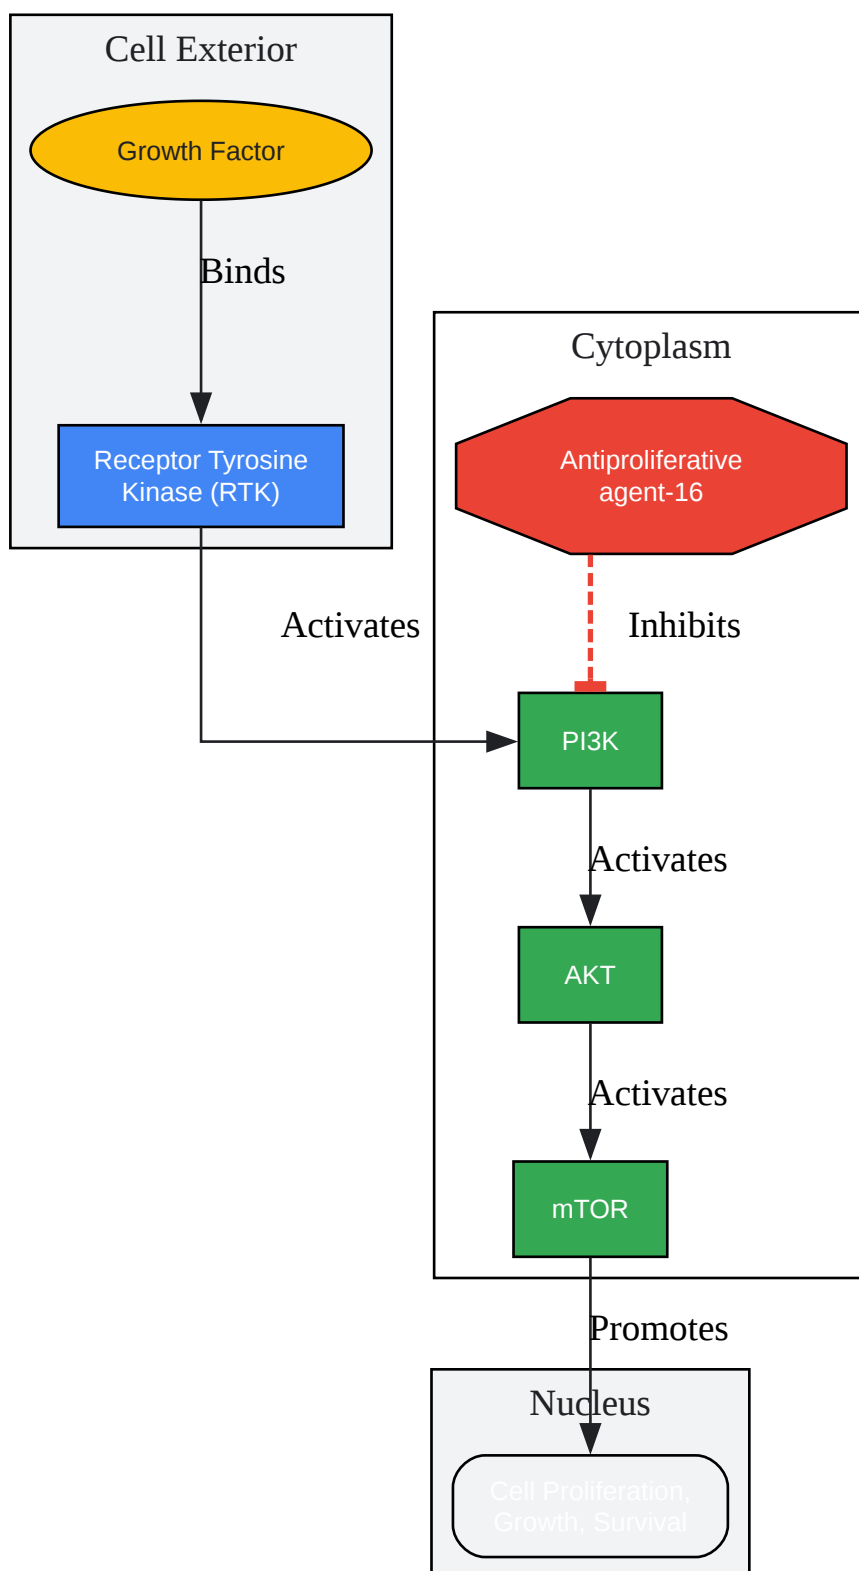 Cell Exterior
Growth Factor
Binds
Receptor Tyrosine
Kinase (RTK)
Cytoplasm
Antiproliferative
agent-16
Activates
Inhibits
PI3K
Activates
AKT
Activates
mTOR
Promotes
Nucleus
Cell Proliferation,
Growth, Survival